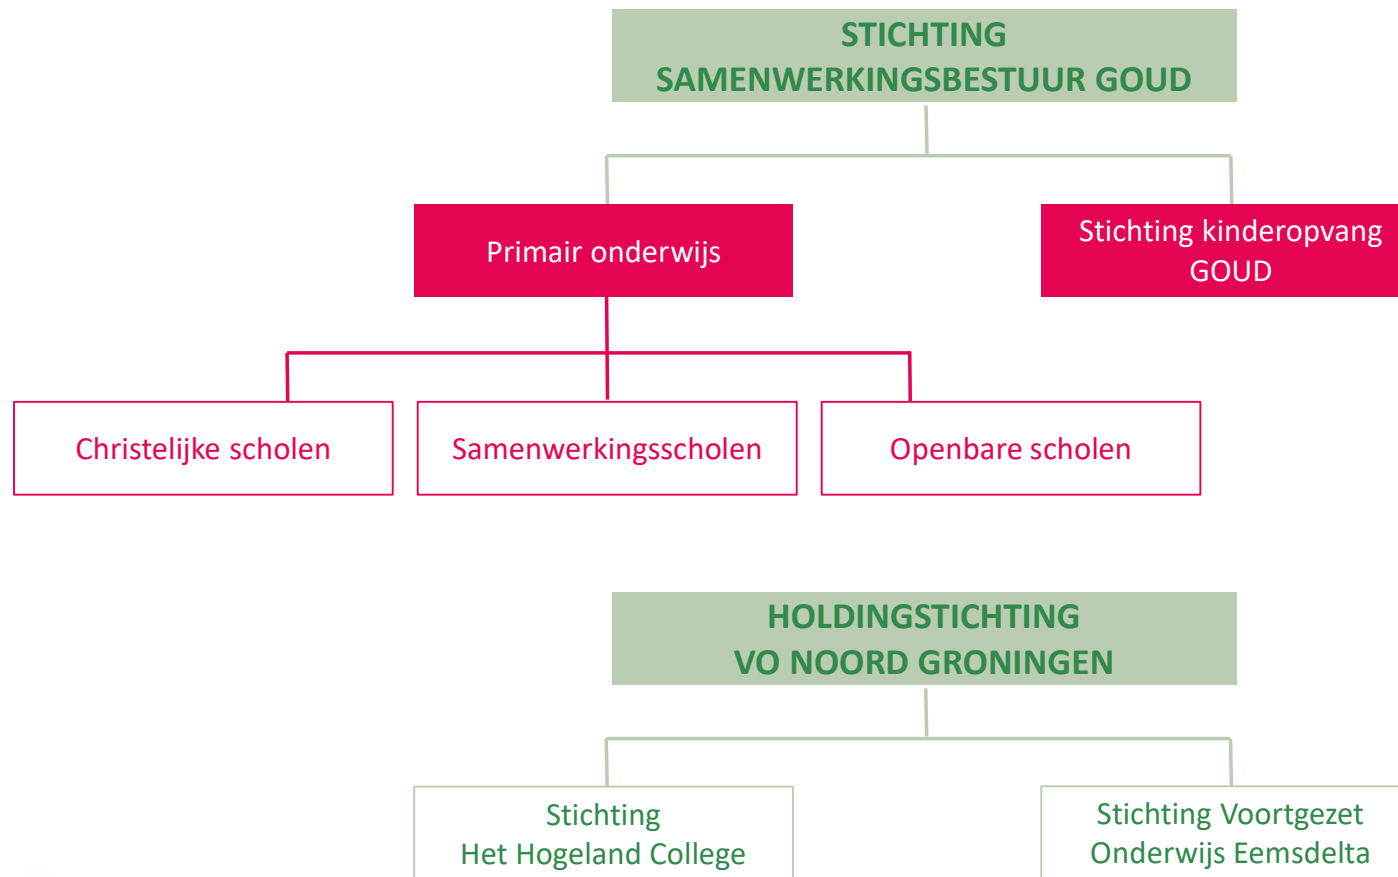 STICHTING
SAMENWERKINGSBESTUUR GOUD
Primair onderwijs
Stichting kinderopvang
GOUD
Christelijke scholen
Samenwerkingsscholen
Openbare scholen
HOLDINGSTICHTING
VO NOORD GRONINGEN
Stichting
Het Hogeland College
Stichting Voortgezet
Onderwijs Eemsdelta